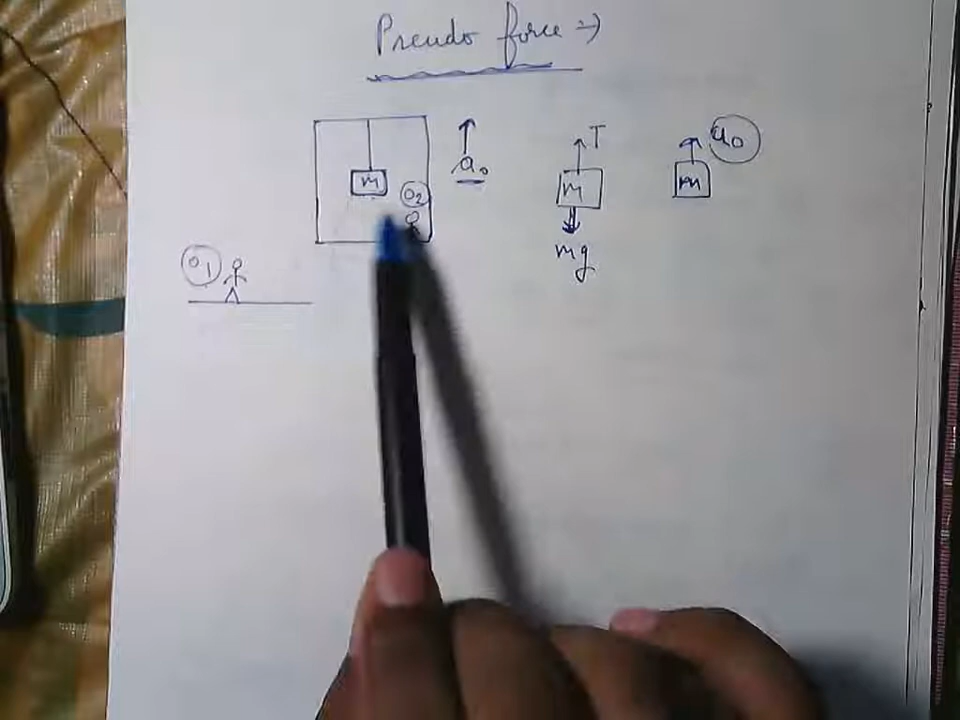 Pseudo force ⇒
T
a₀
m
O₂
a₀
m
m
mg
O₁